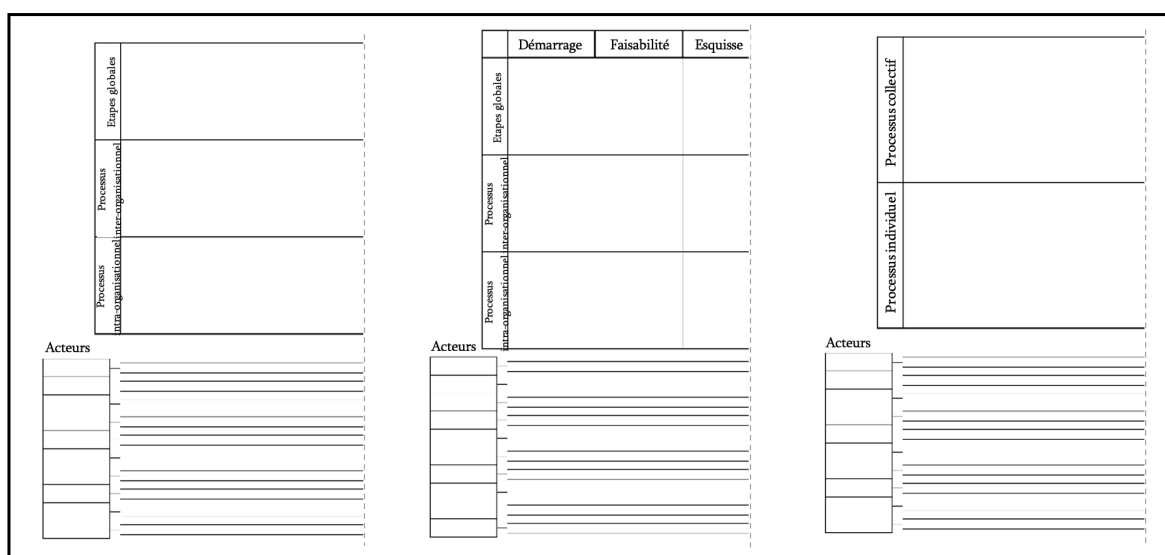 Etapes globales
Processus
inter-organisationnel
Processus
intra-organisationnel
Acteurs
Démarrage Faisabilité Esquisse
Etapes globales
Processus
inter-organisationnel
Processus
intra-organisationnel
Acteurs
Processus collectif
Processus individuel
Acteurs